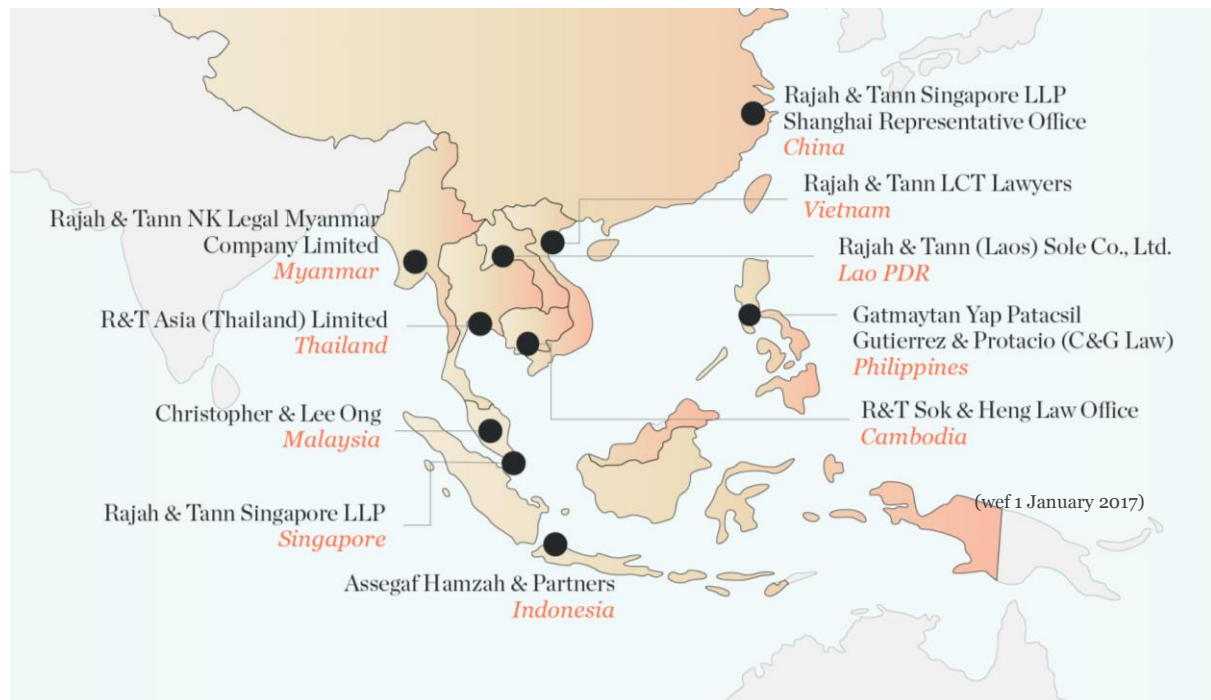 Rajah & Tann Singapore LLP
Shanghai Representative Office
China
Rajah & Tann LCT Lawyers
Vietnam
Rajah & Tann NK Legal Myanmar
Company Limited
Myanmar
Rajah & Tann (Laos) Sole Co., Ltd.
Lao PDR
R&T Asia (Thailand) Limited
Thailand
Gatmaytan Yap Patacsil
Gutierrez & Protacio (C&G Law)
Philippines
Christopher & Lee Ong
Malaysia
R&T Sok & Heng Law Office
Cambodia
(wef 1 January 2017)
Rajah & Tann Singapore LLP
Singapore
Assegaf Hamzah & Partners
Indonesia